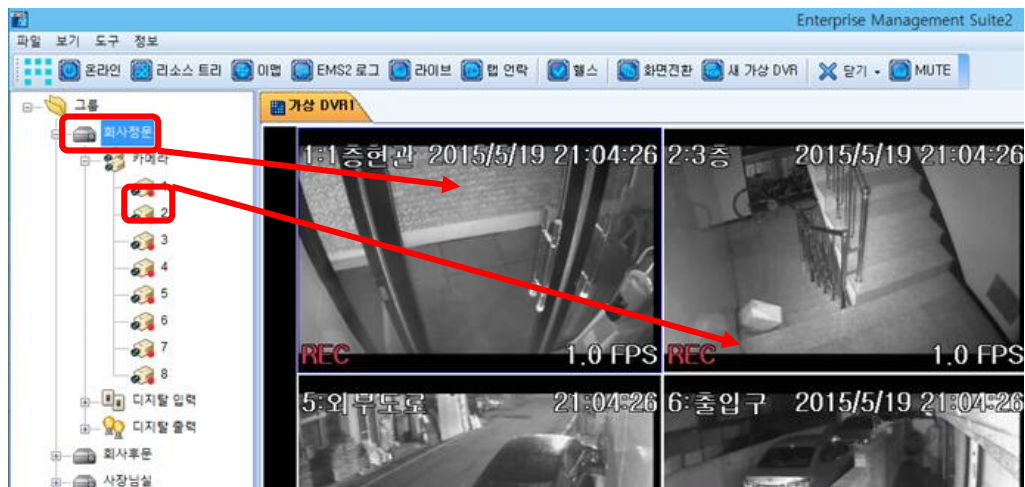 Enterprise Management Suite2
파일 보기 도구 정보
온라인 리소스 트리 이맵 EMS2 로그 라이브 탭 언락 헬스 화면전환 새 가상 DVR 닫기 MUTE
그룹
가상 DVR1
회사정문
카메라
2
3
4
5
6
7
8
디지탈 입력
디지탈 출력
회사후문
사장님실
1:1층현관 2015/5/19 21:04:26
REC 1.0 FPS
2:3층 2015/5/19 21:04:26
REC 1.0 FPS
5:외부도로 21:04:26
6:출입구 2015/5/19 21:04:26